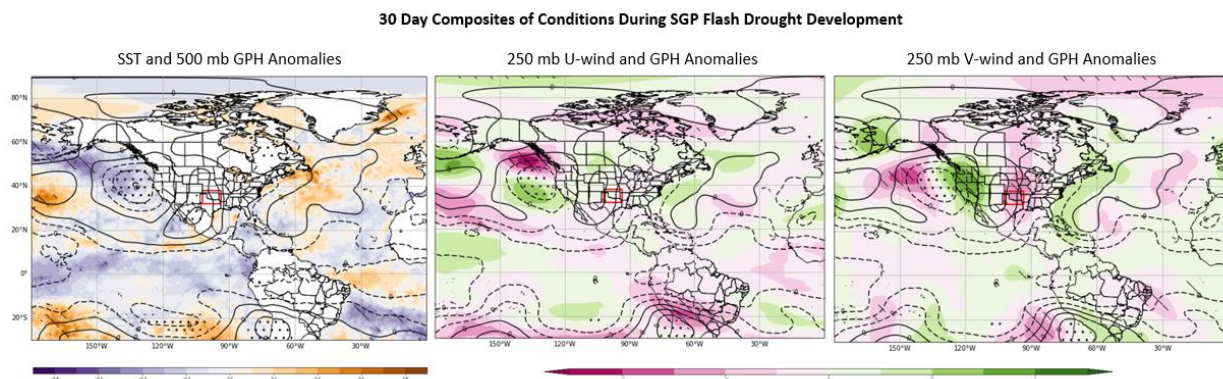 30 Day Composites of Conditions During SGP Flash Drought Development
SST and 500 mb GPH Anomalies
250 mb U-wind and GPH Anomalies
250 mb V-wind and GPH Anomalies
80°N
60°N
40°N
20°N
0°
20°S
150°W 120°W 90°W 60°W 30°W
150°W 120°W 90°W 60°W 30°W
150°W 120°W 90°W 60°W 30°W